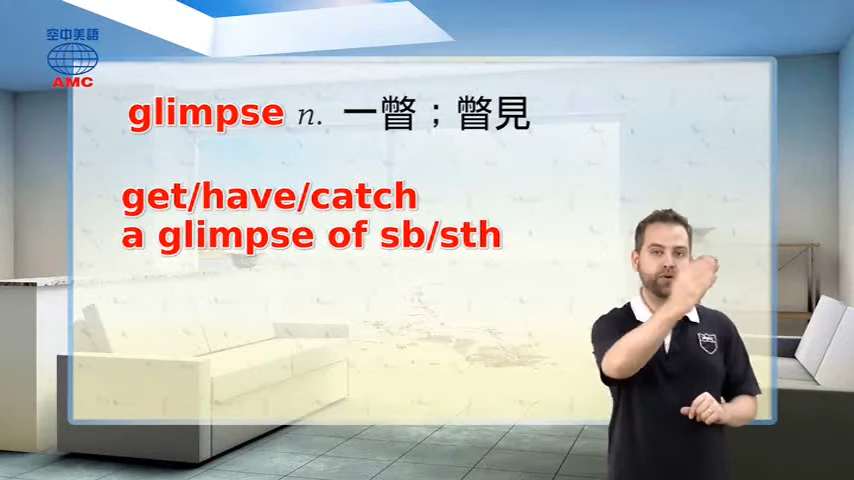 空中美語
AMC
glimpse n. 一瞥；瞥見
get/have/catch
a glimpse of sb/sth